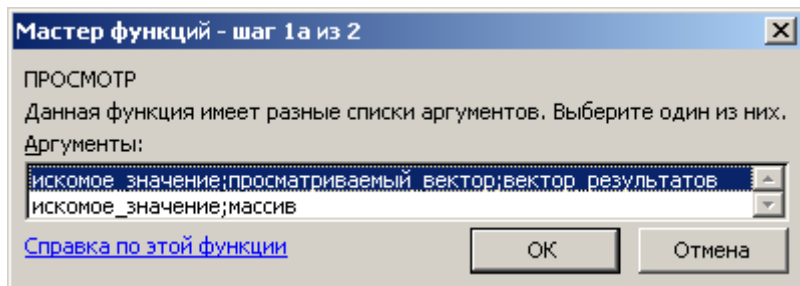 Мастер функций - шаг 1а из 2
ПРОСМОТР
Данная функция имеет разные списки аргументов. Выберите один из них.
Аргументы:
искомое_значение;просматриваемый_вектор;вектор_результатов
искомое_значение;массив
Справка по этой функции
ОК
Отмена